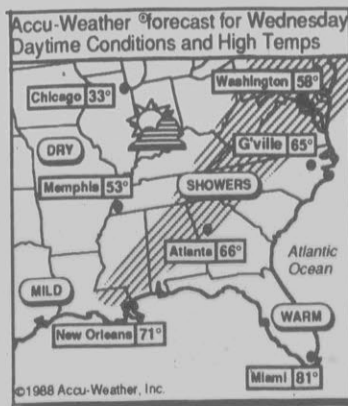 Accu-Weather ® forecast for Wednesday
Daytime Conditions and High Temps
Washington 58°
Chicago 33°
G'ville 65°
DRY
Memphis 53°
SHOWERS
Atlanta 66°
Atlantic
Ocean
MILD
WARM
New Orleans 71°
Miami 81°
©1988 Accu-Weather, Inc.